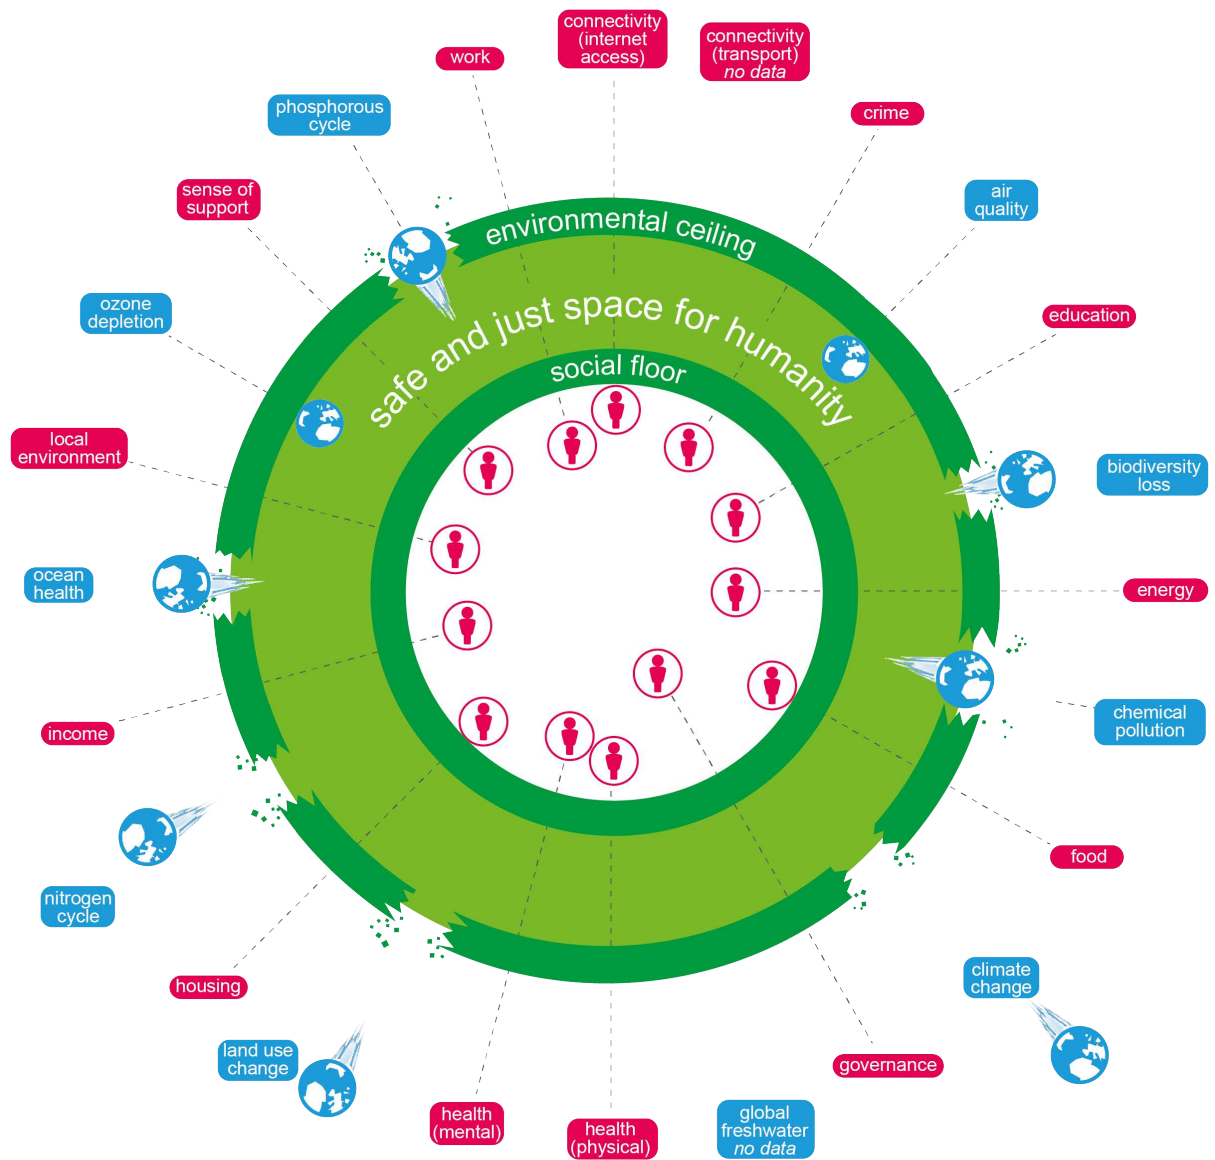 connectivity
(internet
access)
connectivity
(transport)
no data
work
crime
phosphorous
cycle
air
quality
sense of
support
environmental ceiling
education
ozone
depletion
safe and just space for humanity
social floor
local
environment
biodiversity
loss
ocean
health
energy
income
chemical
pollution
food
nitrogen
cycle
housing
climate
change
land use
change
governance
health
(mental)
health
(physical)
global
freshwater
no data